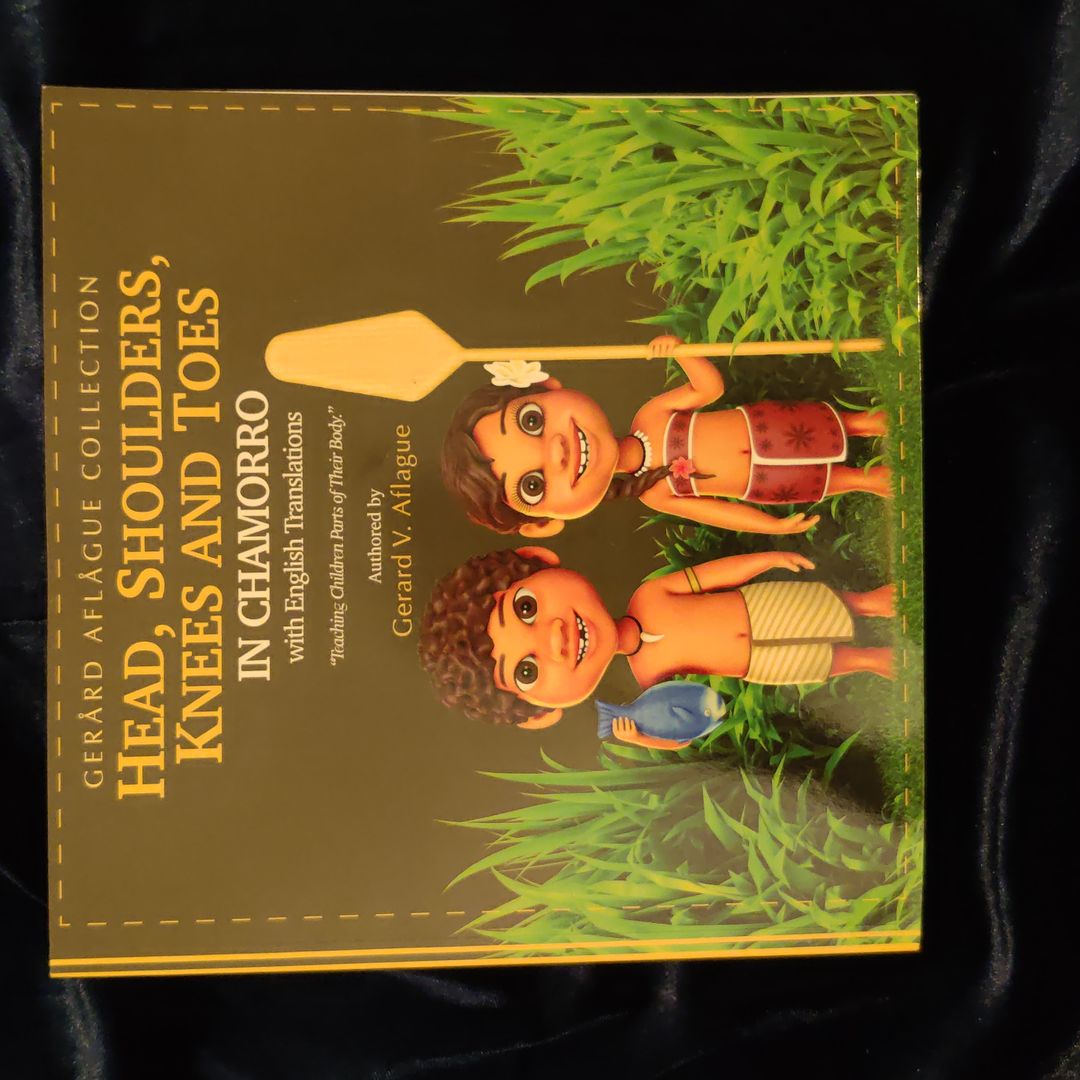 GERÅRD AFLÅGUE COLLECTION
HEAD, SHOULDERS,
KNEES AND TOES
IN CHAMORRO
with English Translations
“Teaching Children Parts of Their Body.”
Authored by
Gerard V. Aflague